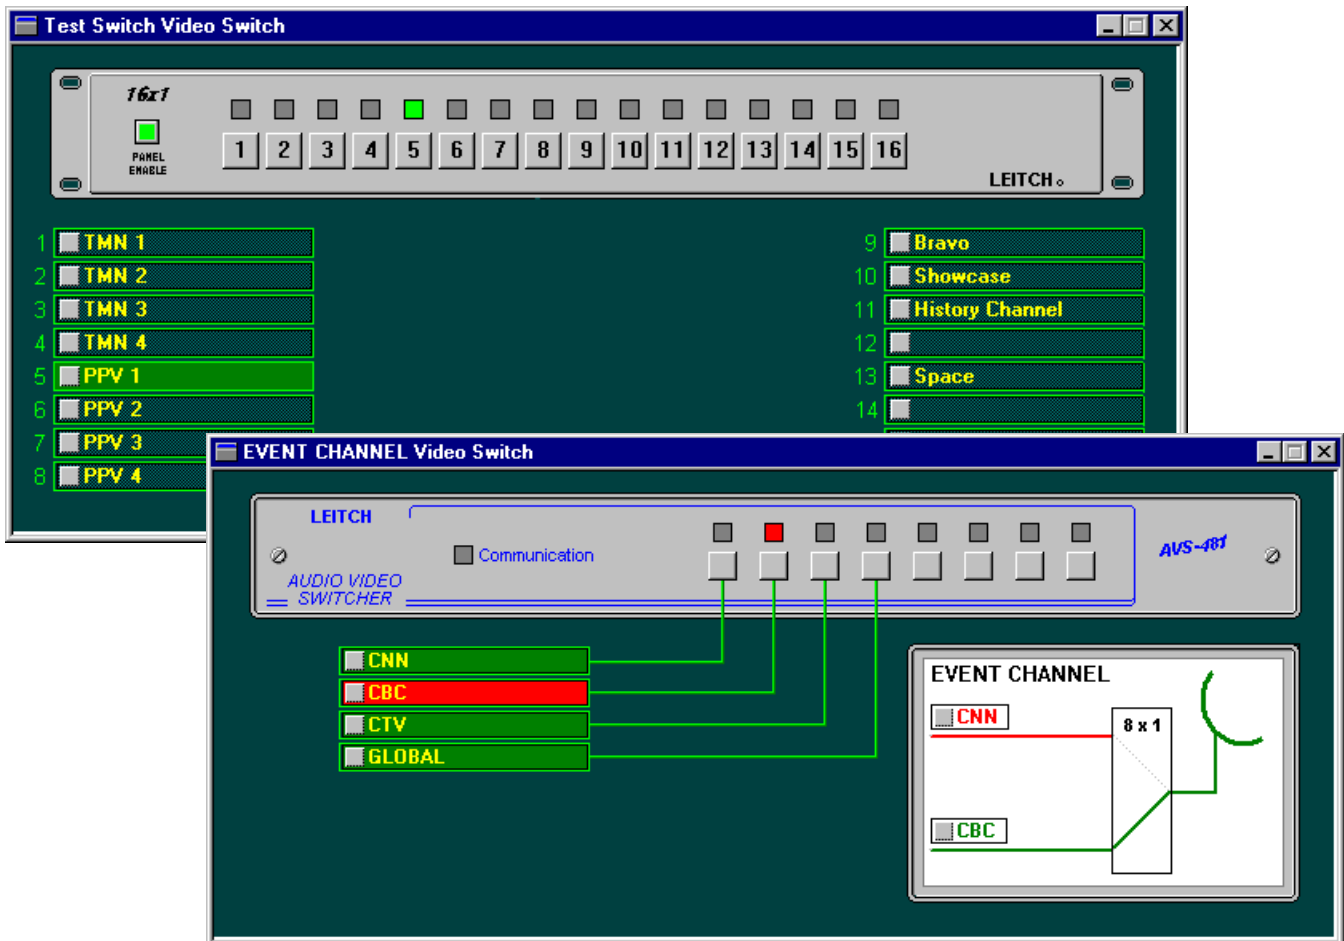 Test Switch Video Switch
16x1
PANEL
ENABLE
1 2 3 4 5 6 7 8 9 10 11 12 13 14 15 16
LEITCH
1 TMN 1
2 TMN 2
3 TMN 3
4 TMN 4
5 PPV 1
6 PPV 2
7 PPV 3
8 PPV 4
9 Bravo
10 Showcase
11 History Channel
12
13 Space
14
EVENT CHANNEL Video Switch
LEITCH
Communication
AUDIO VIDEO
SWITCHER
AVS-481
CNN
CBC
CTV
GLOBAL
EVENT CHANNEL
CNN
8 x 1
CBC